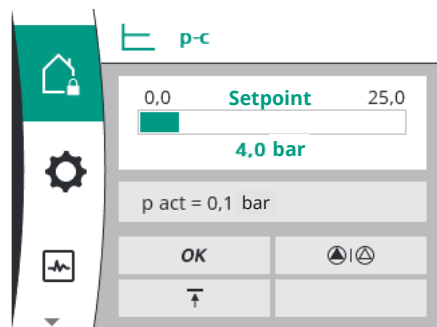 p-c
0,0 Setpoint 25,0
4,0 bar
p act = 0,1 bar
OK